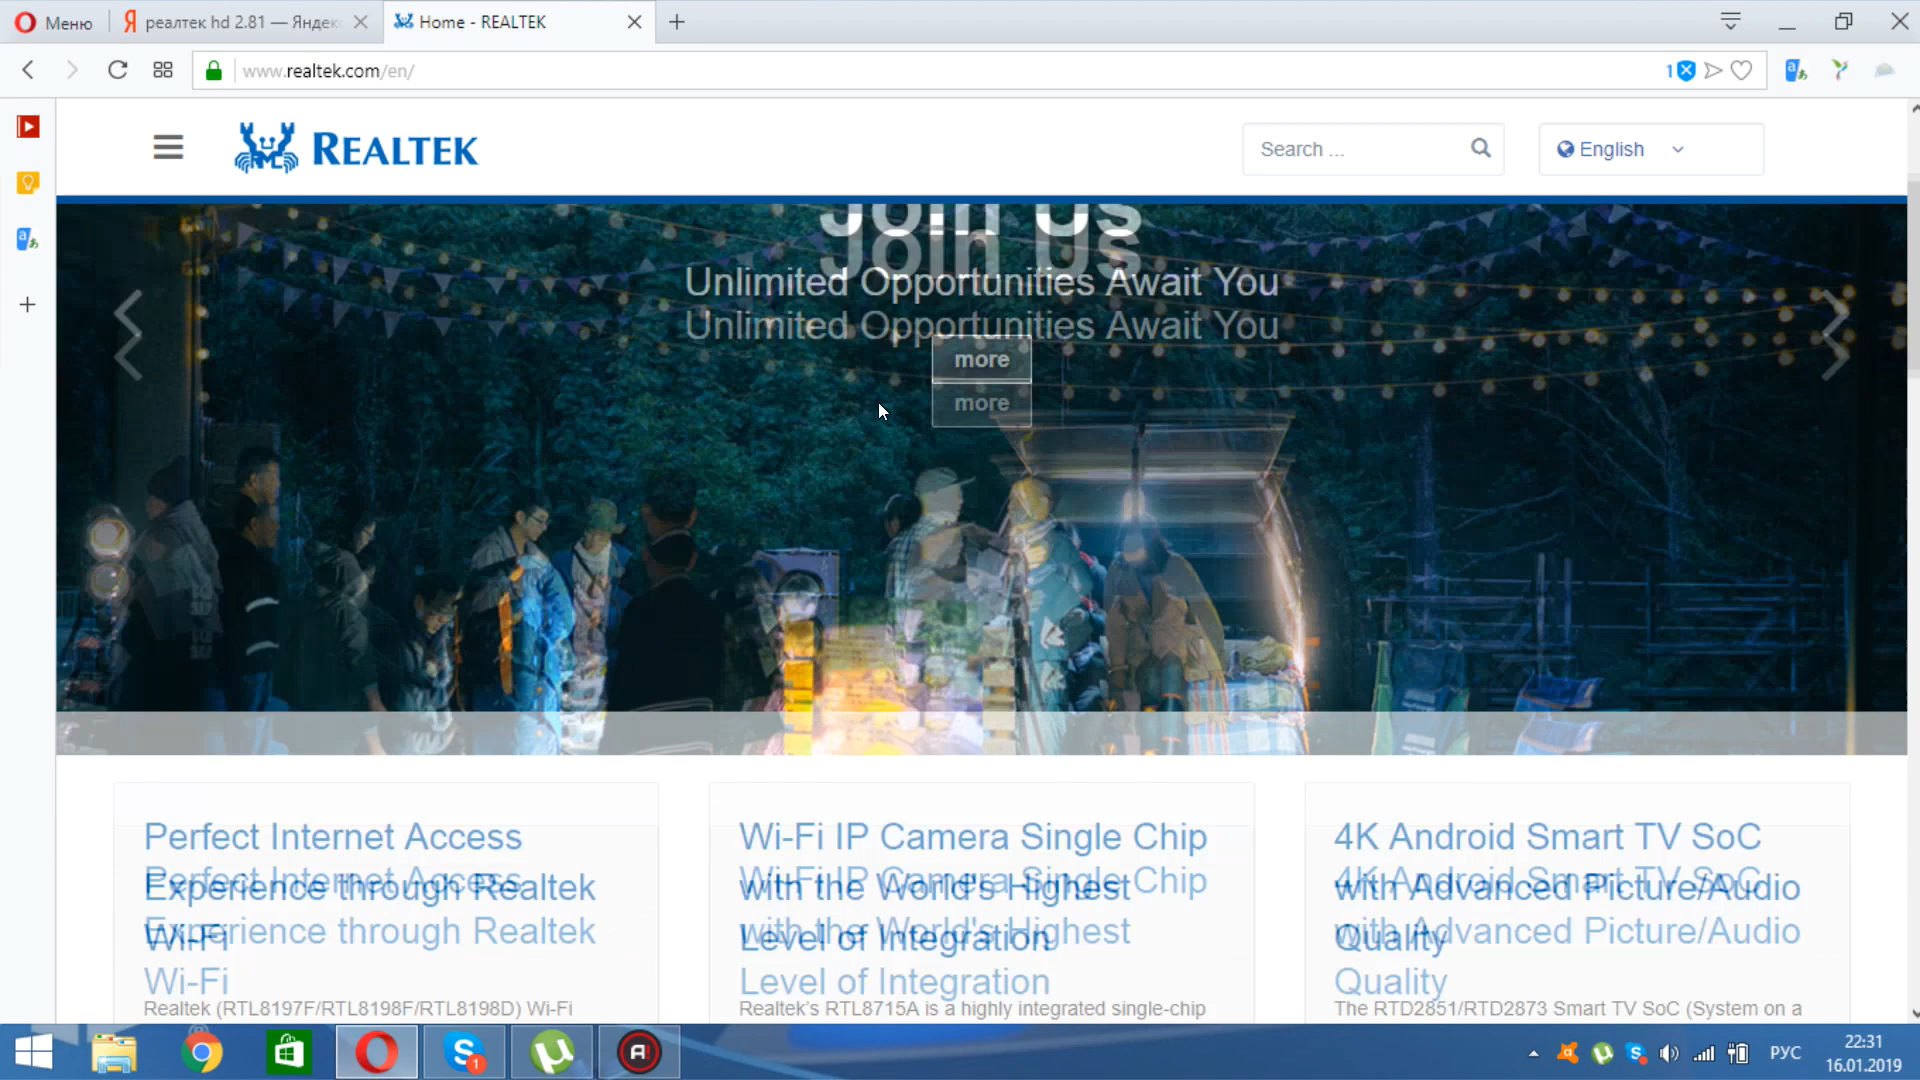 Меню
реалтек hd 2.81 — Яндек
Home - REALTEK
www.realtek.com/en/
1
REALTEK
Search ...
English
Join Us
Join Us
Unlimited Opportunities Await You
Unlimited Opportunities Await You
more
more
Perfect Internet Access
Perfect Internet Access
Experience through Realtek
Experience through Realtek
Wi-Fi
Wi-Fi
Realtek (RTL8197F/RTL8198F/RTL8198D) Wi-Fi
Wi-Fi IP Camera Single Chip
Wi-Fi IP Camera Single Chip
with the World's Highest
with the World's Highest
Level of Integration
Level of Integration
Realtek's RTL8715A is a highly integrated single-chip
4K Android Smart TV SoC
4K Android Smart TV SoC
with Advanced Picture/Audio
with Advanced Picture/Audio
Quality
Quality
The RTD2851/RTD2873 Smart TV SoC (System on a
РУС
22:31
16.01.2019